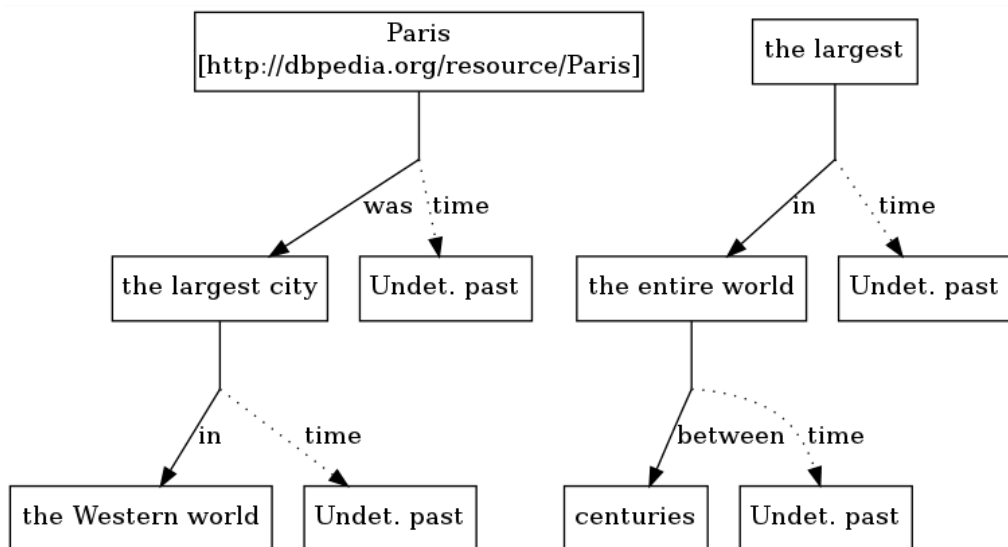 Paris
[http://dbpedia.org/resource/Paris]
the largest
was
time
in
time
the largest city
Undet. past
the entire world
Undet. past
in
time
between
time
the Western world
Undet. past
centuries
Undet. past